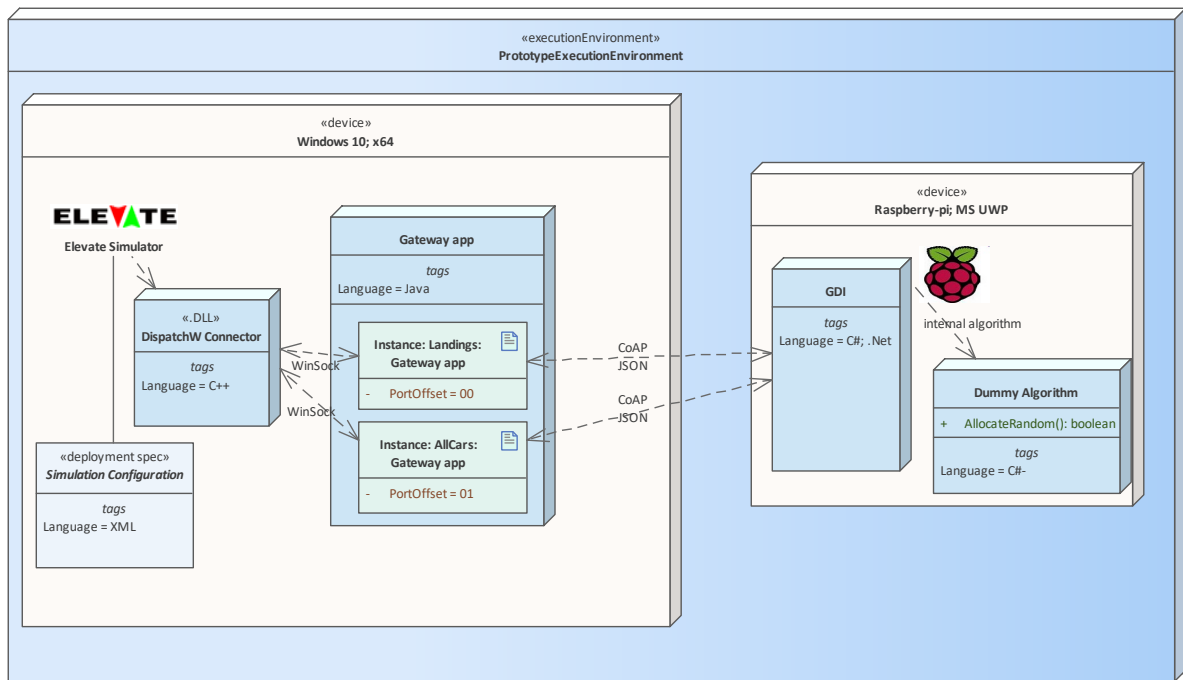 «executionEnvironment»
PrototypeExecutionEnvironment
«device»
Windows 10; x64
ELEVATE
Elevate Simulator
«.DLL»
DispatchW Connector
tags
Language = C++
«deployment spec»
Simulation Configuration
tags
Language = XML
Gateway app
tags
Language = Java
Instance: Landings:
Gateway app
- PortOffset = 00
Instance: AllCars:
Gateway app
- PortOffset = 01
WinSock
WinSock
CoAP
JSON
CoAP
JSON
«device»
Raspberry-pi; MS UWP
GDI
tags
Language = C#; .Net
internal algorithm
Dummy Algorithm
+ AllocateRandom(): boolean
tags
Language = C#-